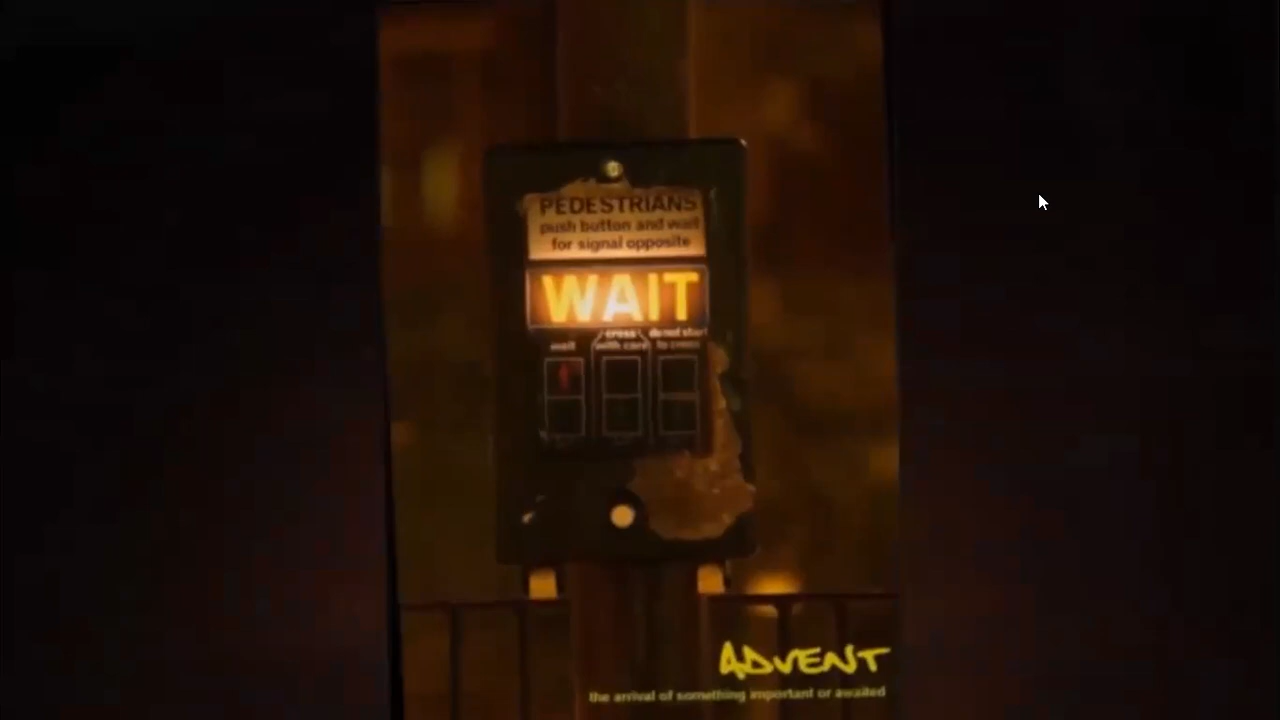 PEDESTRIANS
push button and wait
for signal opposite
WAIT
wait
cross with care
do not start to cross
ADVENT
the arrival of something important or awaited